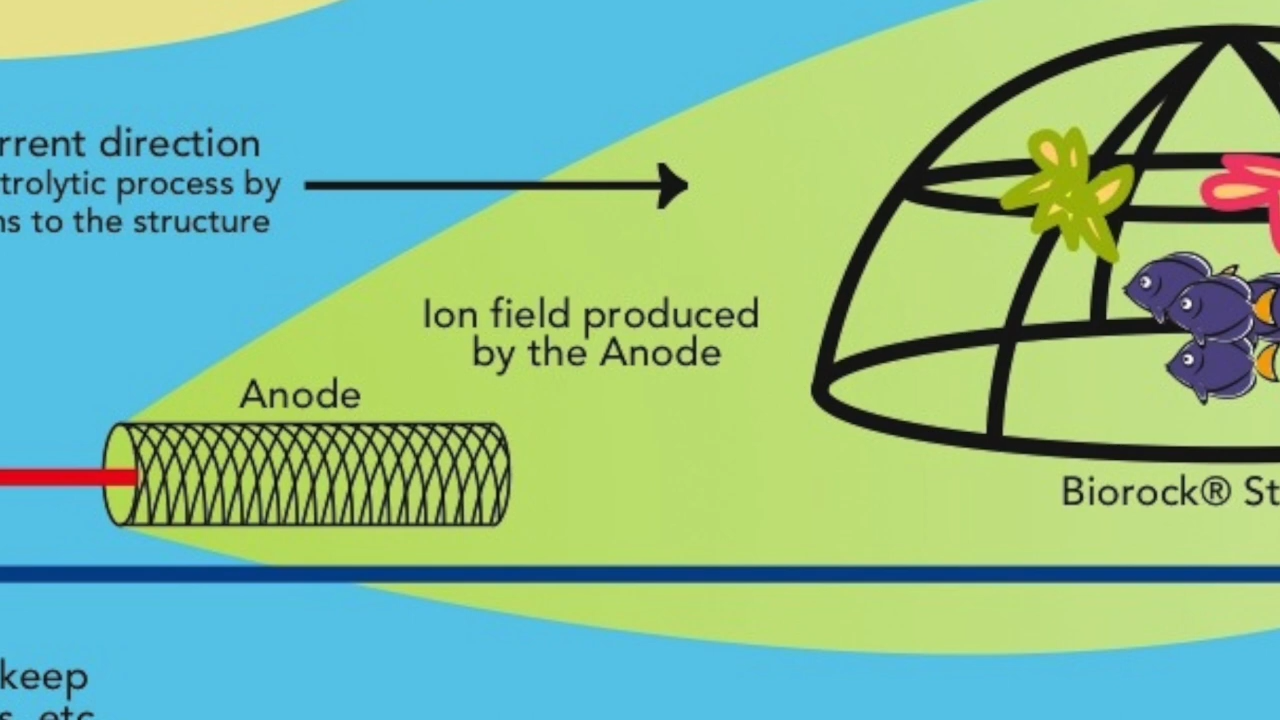 rrent direction
trolytic process by
ns to the structure
Ion field produced
by the Anode
Anode
Biorock® St
keep
s, etc